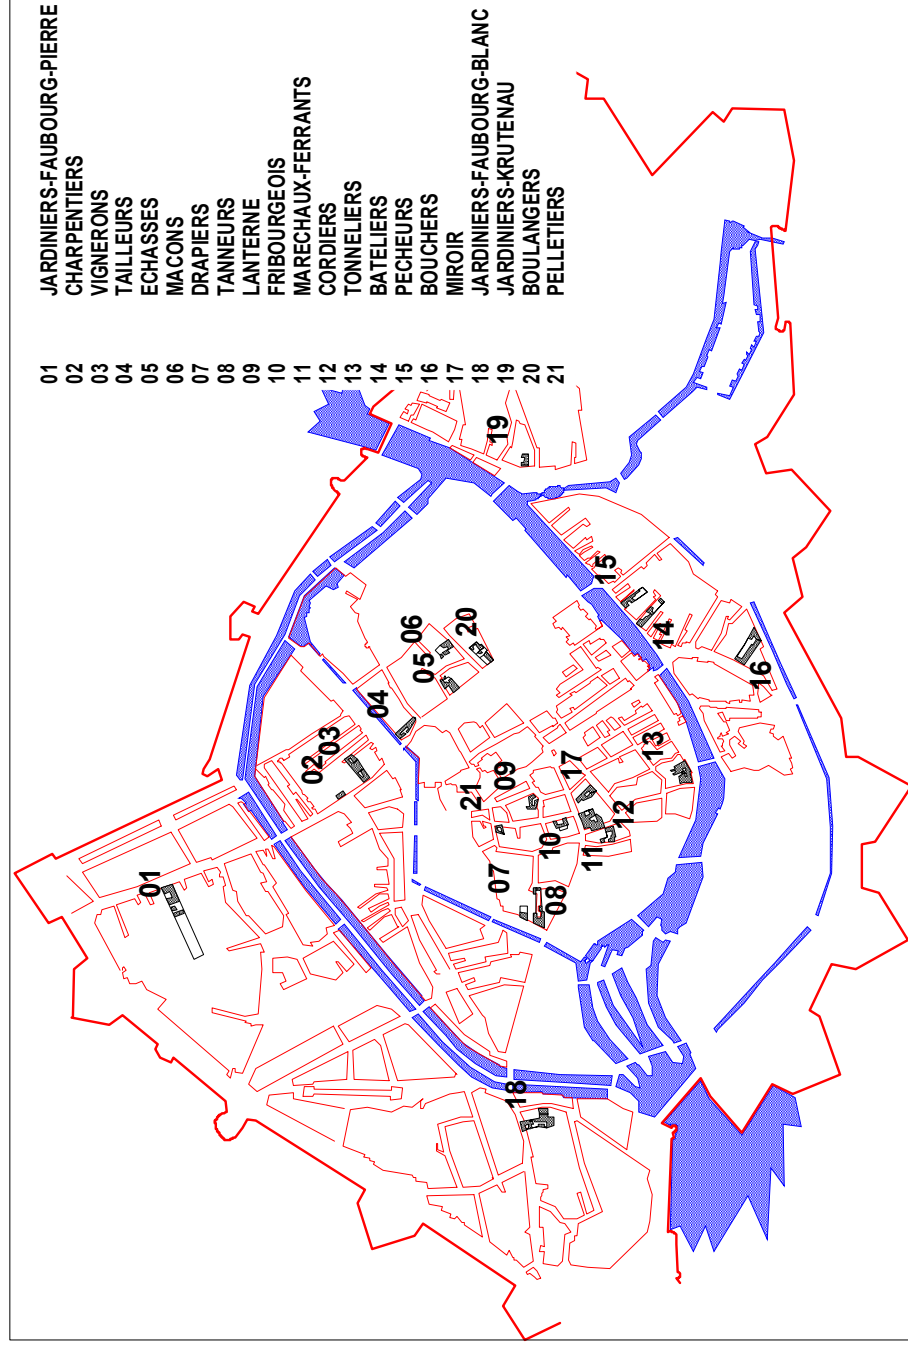 01 JARDINIERS-FAUBOURG-PIERRE
02 CHARPENTIERS
03 VIGNERONS
04 TAILLEURS
05 ECHASSES
06 MACONS
07 DRAPIERS
08 TANNEURS
09 LANTERNE
10 FRIBOURGEOIS
11 MARECHAUX-FERRANTS
12 CORDIERS
13 TONNELIERS
14 BATELIERS
15 PECHEURS
16 BOUCHERS
17 MIROIR
18 JARDINIERS-FAUBOURG-BLANC
19 JARDINIERS-KRUTENAU
20 BOULANGERS
21 PELLETIERS
01
02
03
04
05
06
20
19
15
14
16
13
17
09
21
07
10
11
12
08
18